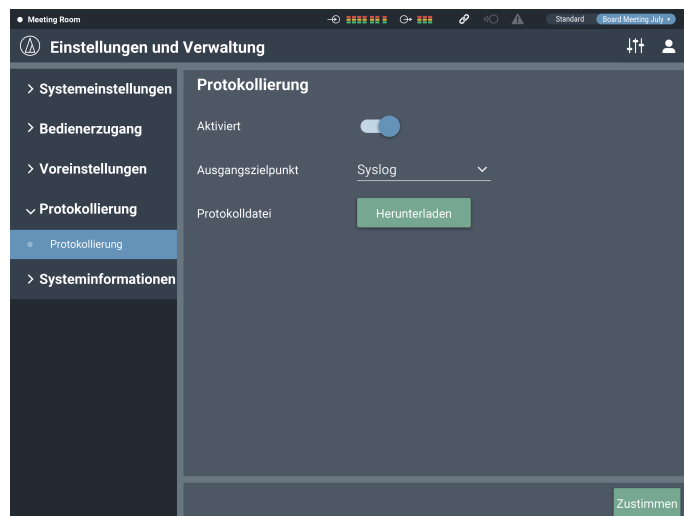 Meeting Room
Standard
Board Meeting July
Einstellungen und Verwaltung
Systemeinstellungen
Bedienerzugang
Voreinstellungen
Protokollierung
Protokollierung
Systeminformationen
Protokollierung
Aktiviert
Ausgangszielpunkt
Syslog
Protokolldatei
Herunterladen
Zustimmen